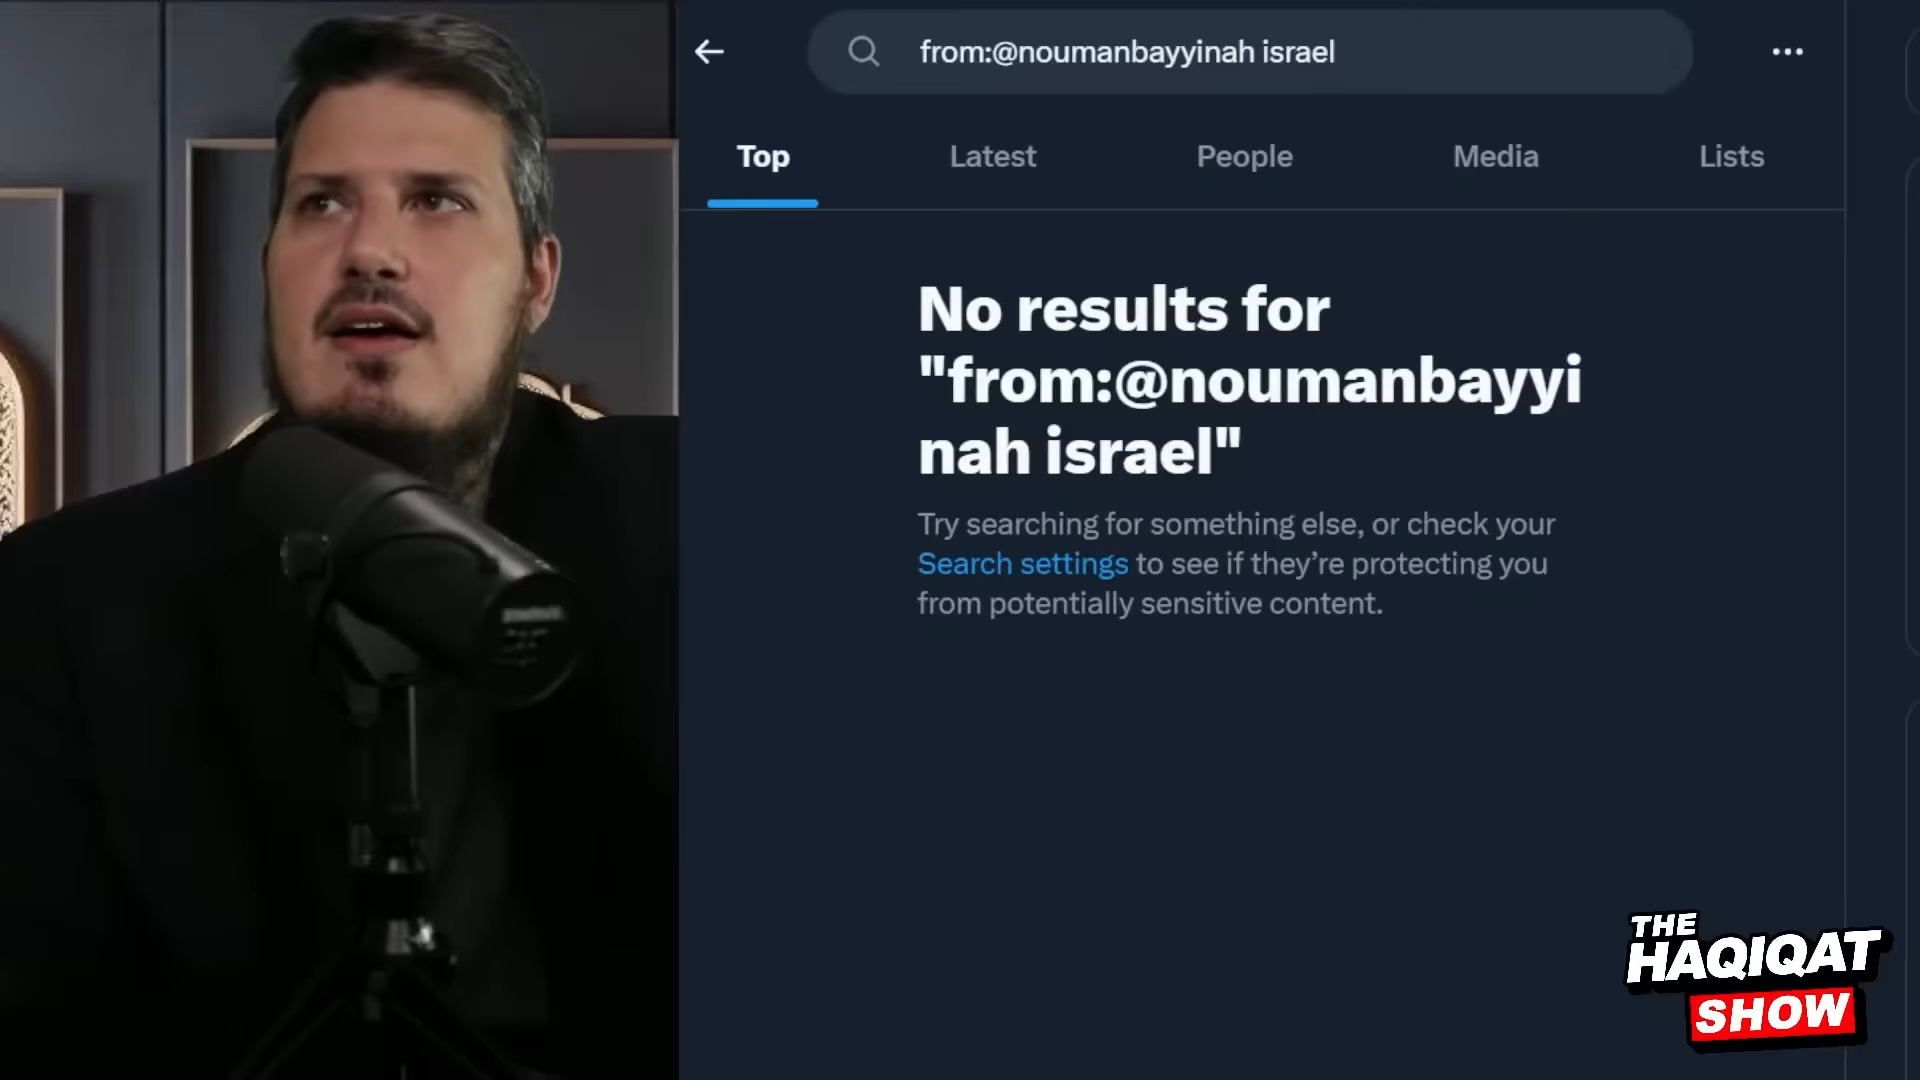 from:@noumanbayyinah israel
Top
Latest
People
Media
Lists
No results for
"from:@noumanbayyi
nah israel"
Try searching for something else, or check your
Search settings to see if they’re protecting you
from potentially sensitive content.
THE
HAQIQAT
SHOW